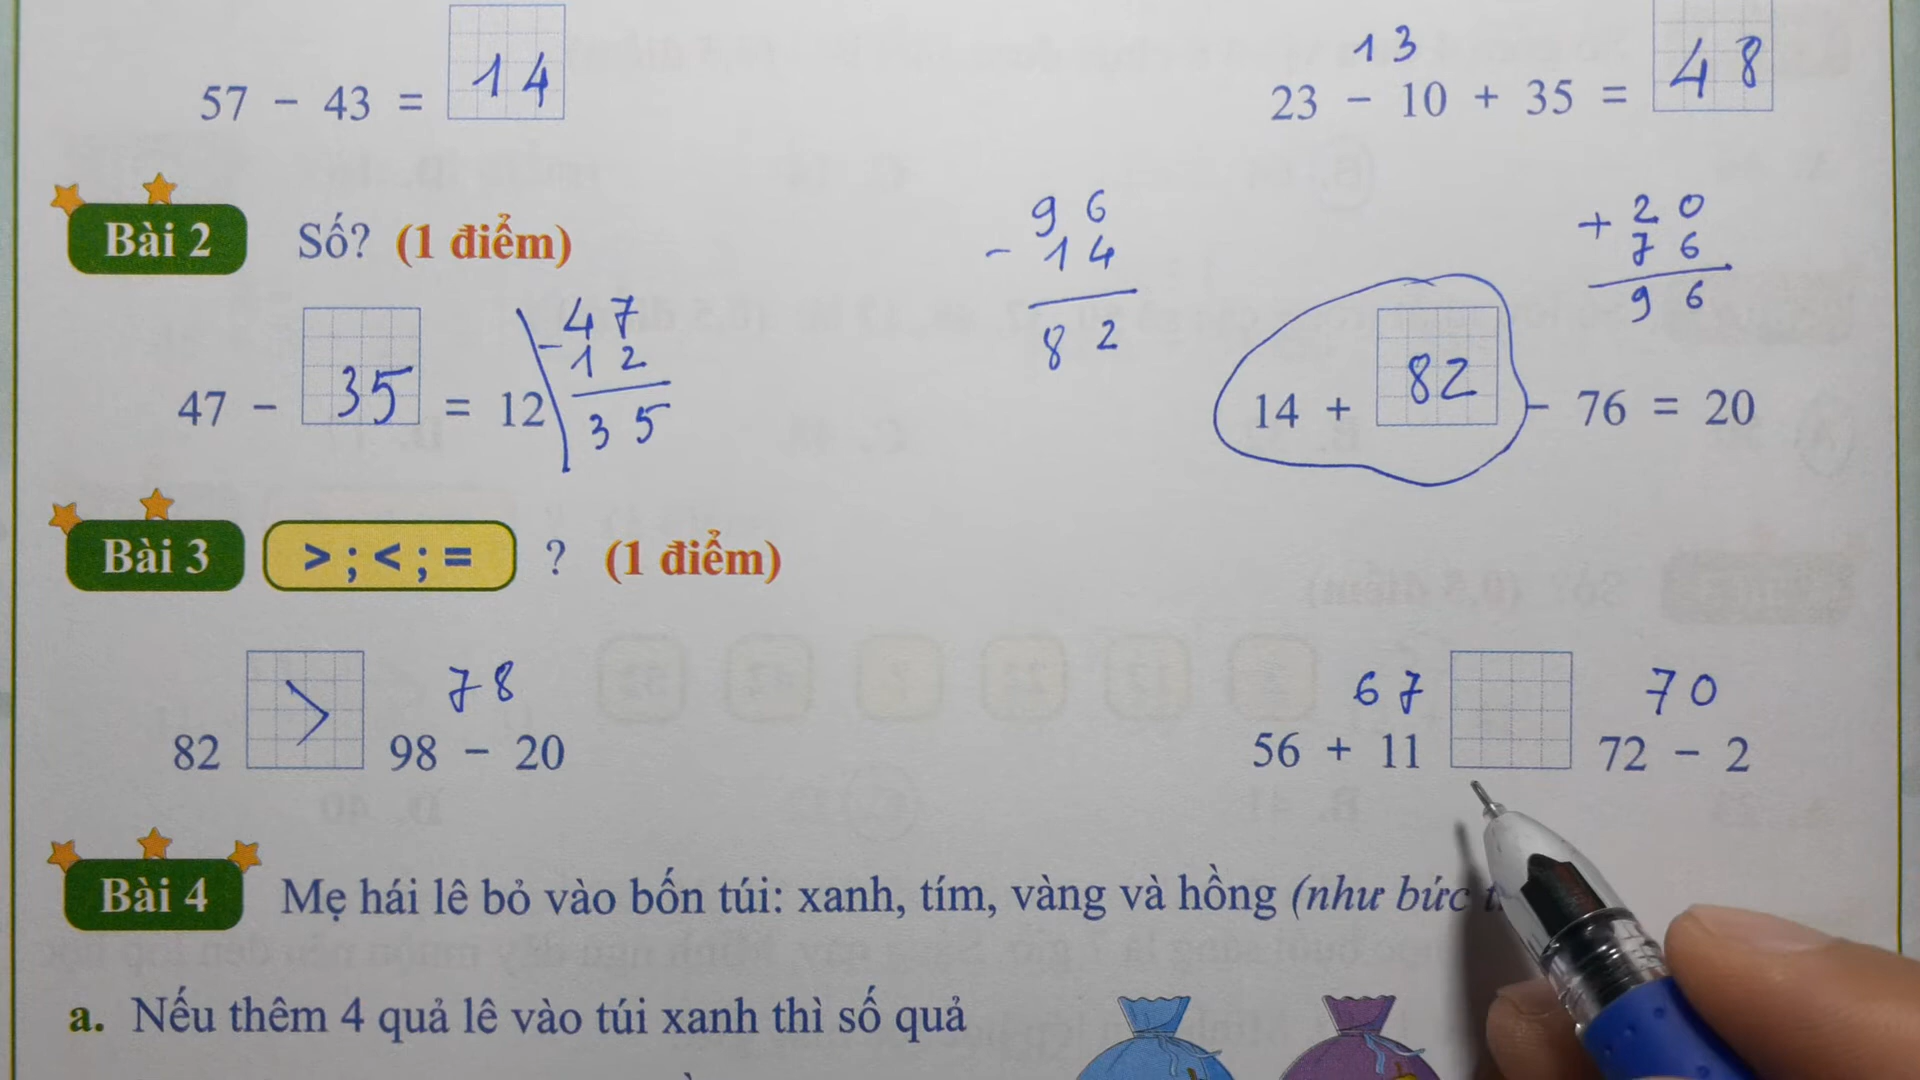 57 - 43 = 14
13
23 - 10 + 35 = 48
Bài 2 Số? (1 điểm)
47 - 35 = 12
47
- 12
35
96
- 14
82
+ 20
76
96
14 + 82 - 76 = 20
Bài 3 > ; < ; = ? (1 điểm)
78
82 > 98 - 20
67 70
56 + 11 72 - 2
Bài 4 Mẹ hái lê bỏ vào bốn túi: xanh, tím, vàng và hồng (như bức
a. Nếu thêm 4 quả lê vào túi xanh thì số quả